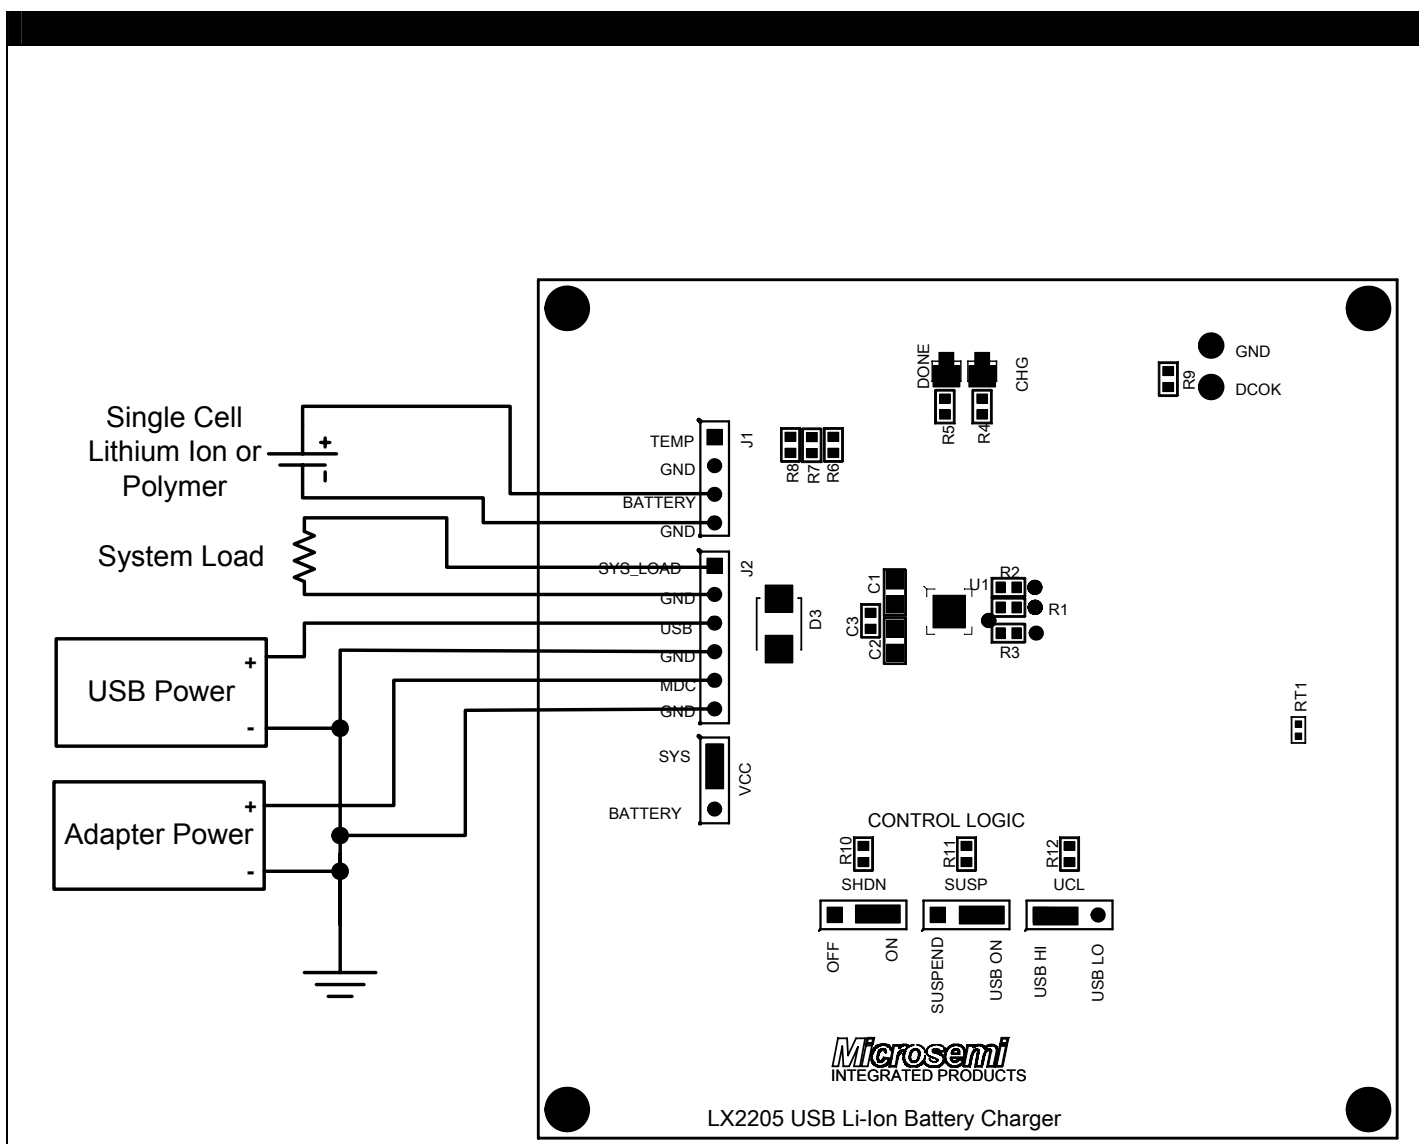 Single Cell
Lithium Ion or
Polymer
+
-
System Load
USB Power
+
-
Adapter Power
+
-
TEMP
GND
BATTERY
GND
J1
SYS_LOAD
GND
USB
GND
MDC
GND
J2
SYS
BATTERY
VCC
R8
R7
R6
DONE
CHG
R5
R4
R9
GND
DCOK
D3
C1
C3
C2
U1
R2
R1
R3
RT1
CONTROL LOGIC
R10
R11
R12
SHDN
SUSP
UCL
OFF
ON
SUSPEND
USB ON
USB HI
USB LO
Microsemi
INTEGRATED PRODUCTS
LX2205 USB Li-Ion Battery Charger